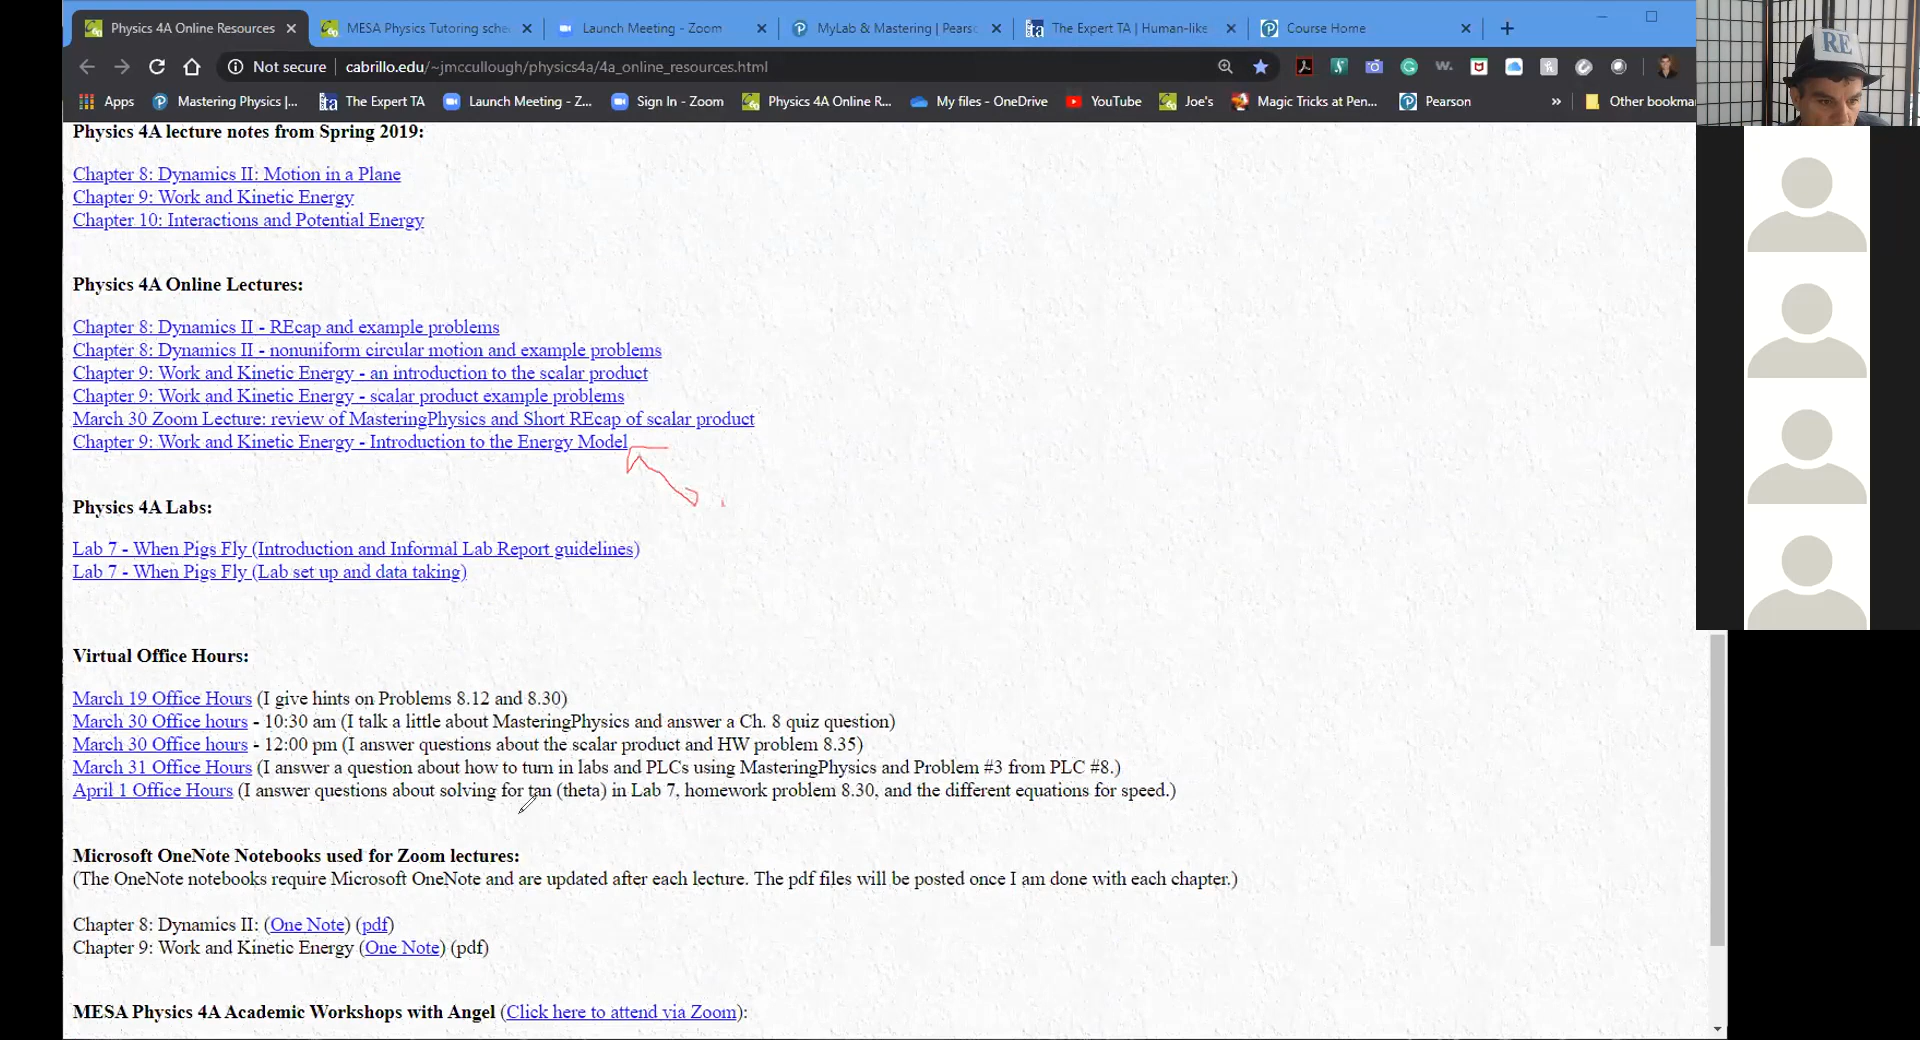 Physics 4A Online Resources
MESA Physics Tutoring sche
Launch Meeting - Zoom
MyLab & Mastering | Pearso
The Expert TA | Human-like
Course Home
Not secure | cabrillo.edu/~jmccullough/physics4a/4a_online_resources.html
Apps
Mastering Physics |...
The Expert TA
Launch Meeting - Z...
Sign In - Zoom
Physics 4A Online R...
My files - OneDrive
YouTube
Joe's
Magic Tricks at Pen...
Pearson
Other bookma
RE
Physics 4A lecture notes from Spring 2019:
Chapter 8: Dynamics II: Motion in a Plane
Chapter 9: Work and Kinetic Energy
Chapter 10: Interactions and Potential Energy
Physics 4A Online Lectures:
Chapter 8: Dynamics II - REcap and example problems
Chapter 8: Dynamics II - nonuniform circular motion and example problems
Chapter 9: Work and Kinetic Energy - an introduction to the scalar product
Chapter 9: Work and Kinetic Energy - scalar product example problems
March 30 Zoom Lecture: review of MasteringPhysics and Short REcap of scalar product
Chapter 9: Work and Kinetic Energy - Introduction to the Energy Model
Physics 4A Labs:
Lab 7 - When Pigs Fly (Introduction and Informal Lab Report guidelines)
Lab 7 - When Pigs Fly (Lab set up and data taking)
Virtual Office Hours:
March 19 Office Hours (I give hints on Problems 8.12 and 8.30)
March 30 Office hours - 10:30 am (I talk a little about MasteringPhysics and answer a Ch. 8 quiz question)
March 30 Office hours - 12:00 pm (I answer questions about the scalar product and HW problem 8.35)
March 31 Office Hours (I answer a question about how to turn in labs and PLCs using MasteringPhysics and Problem #3 from PLC #8.)
April 1 Office Hours (I answer questions about solving for tan (theta) in Lab 7, homework problem 8.30, and the different equations for speed.)
Microsoft OneNote Notebooks used for Zoom lectures:
(The OneNote notebooks require Microsoft OneNote and are updated after each lecture. The pdf files will be posted once I am done with each chapter.)
Chapter 8: Dynamics II: (One Note) (pdf)
Chapter 9: Work and Kinetic Energy (One Note) (pdf)
MESA Physics 4A Academic Workshops with Angel (Click here to attend via Zoom):